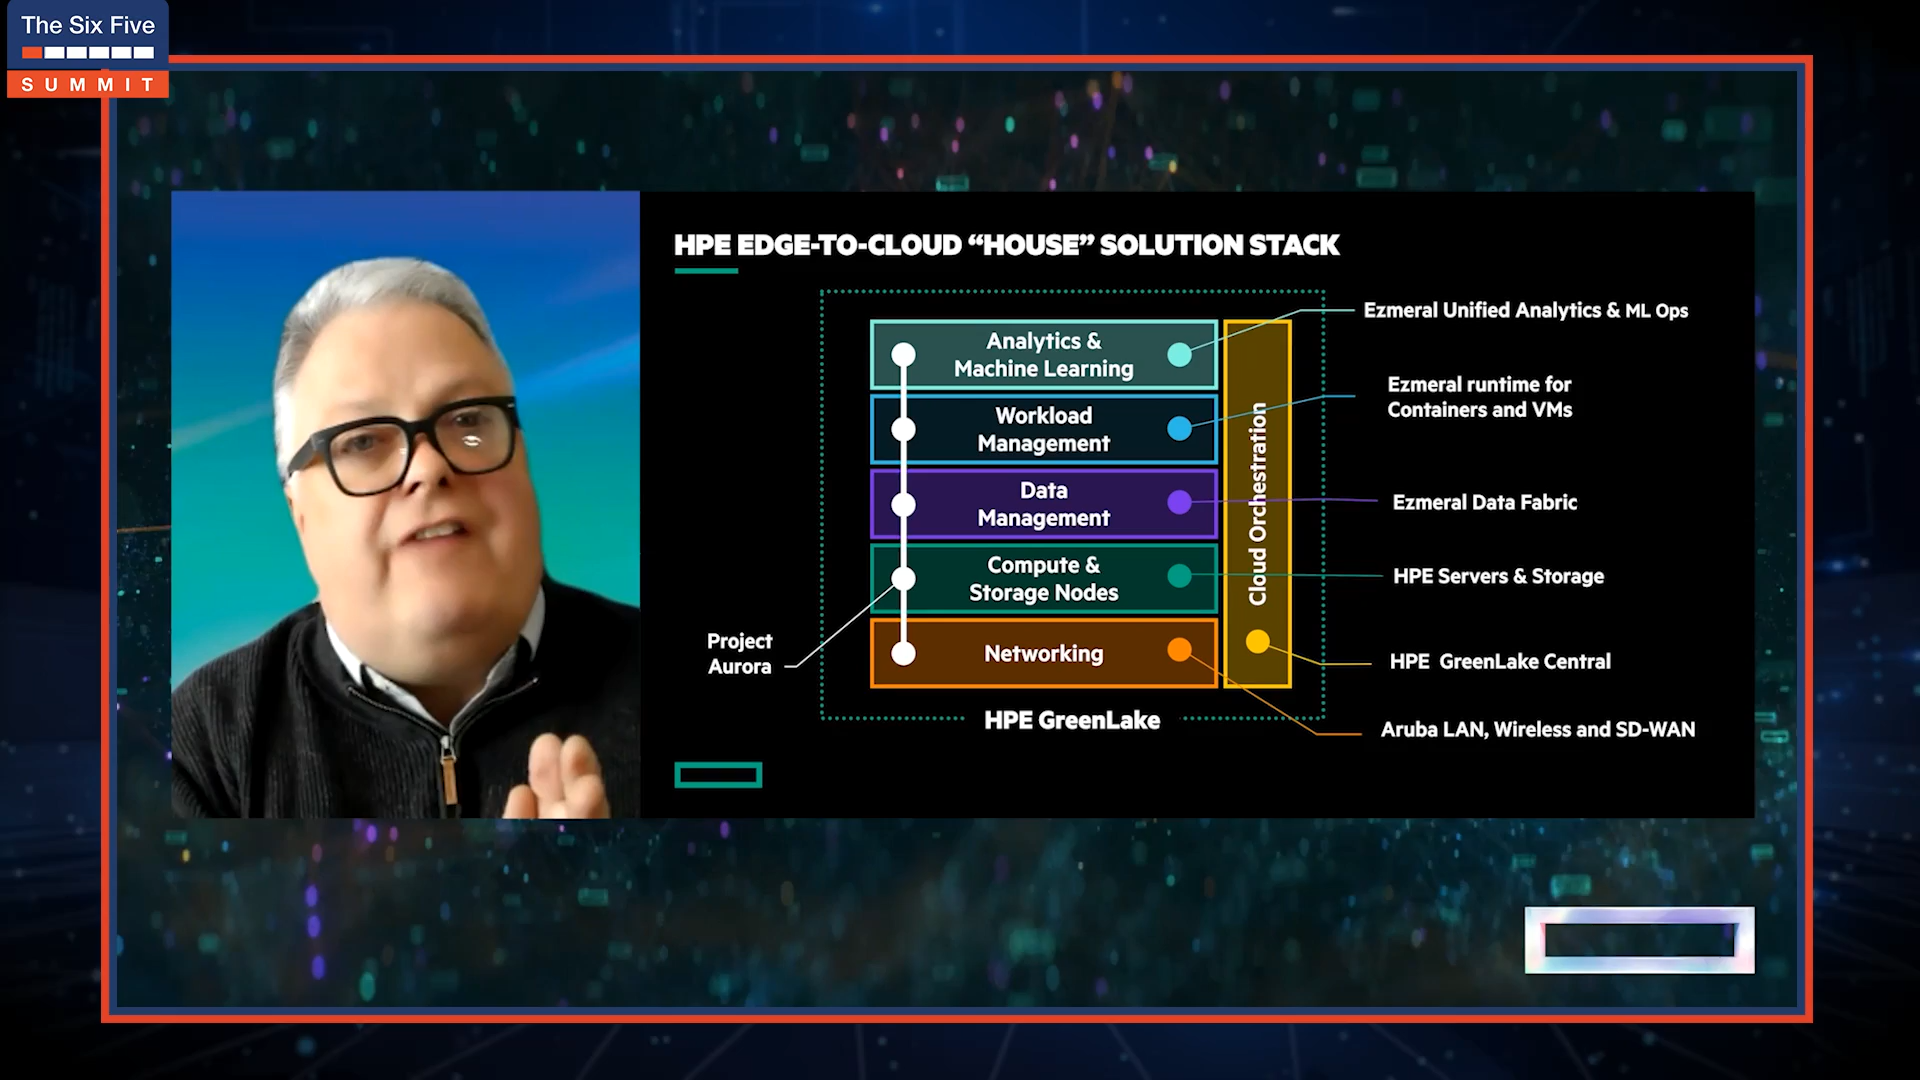 The Six Five
SUMMIT
HPE EDGE-TO-CLOUD “HOUSE” SOLUTION STACK
Analytics &
Machine Learning
Workload
Management
Data
Management
Compute &
Storage Nodes
Networking
Cloud Orchestration
Project
Aurora
HPE GreenLake
Ezmeral Unified Analytics & ML Ops
Ezmeral runtime for
Containers and VMs
Ezmeral Data Fabric
HPE Servers & Storage
HPE GreenLake Central
Aruba LAN, Wireless and SD-WAN